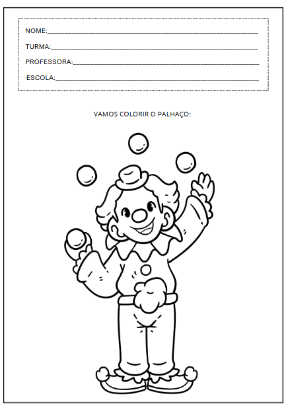 NOME:
TURMA:
PROFESSORA:
ESCOLA:
VAMOS COLORIR O PALHAÇO: